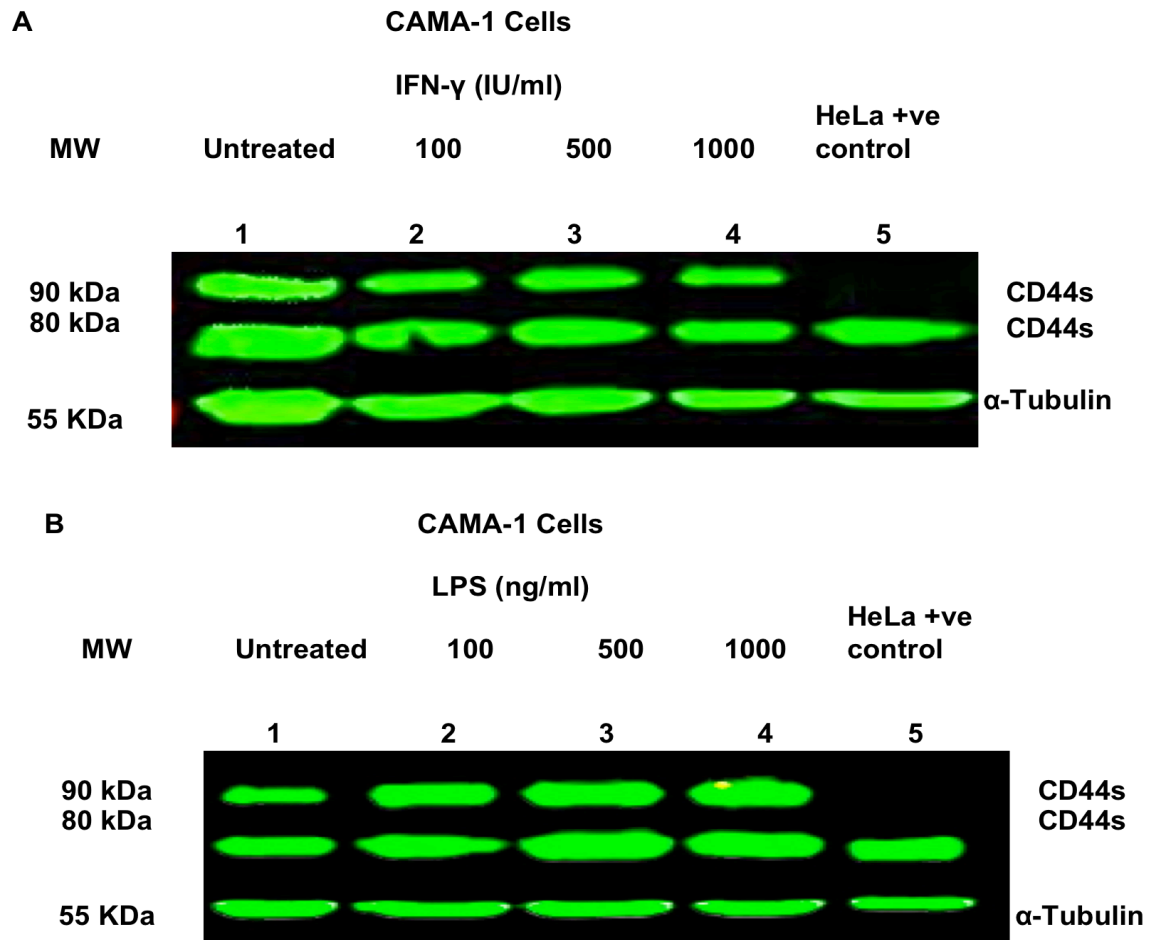 A
CAMA-1 Cells
IFN-γ (IU/ml)
MW Untreated 100 500 1000 HeLa +ve control
1 2 3 4 5
90 kDa CD44s
80 kDa CD44s
55 KDa α-Tubulin
B
CAMA-1 Cells
LPS (ng/ml)
MW Untreated 100 500 1000 HeLa +ve control
1 2 3 4 5
90 kDa CD44s
80 kDa CD44s
55 KDa α-Tubulin